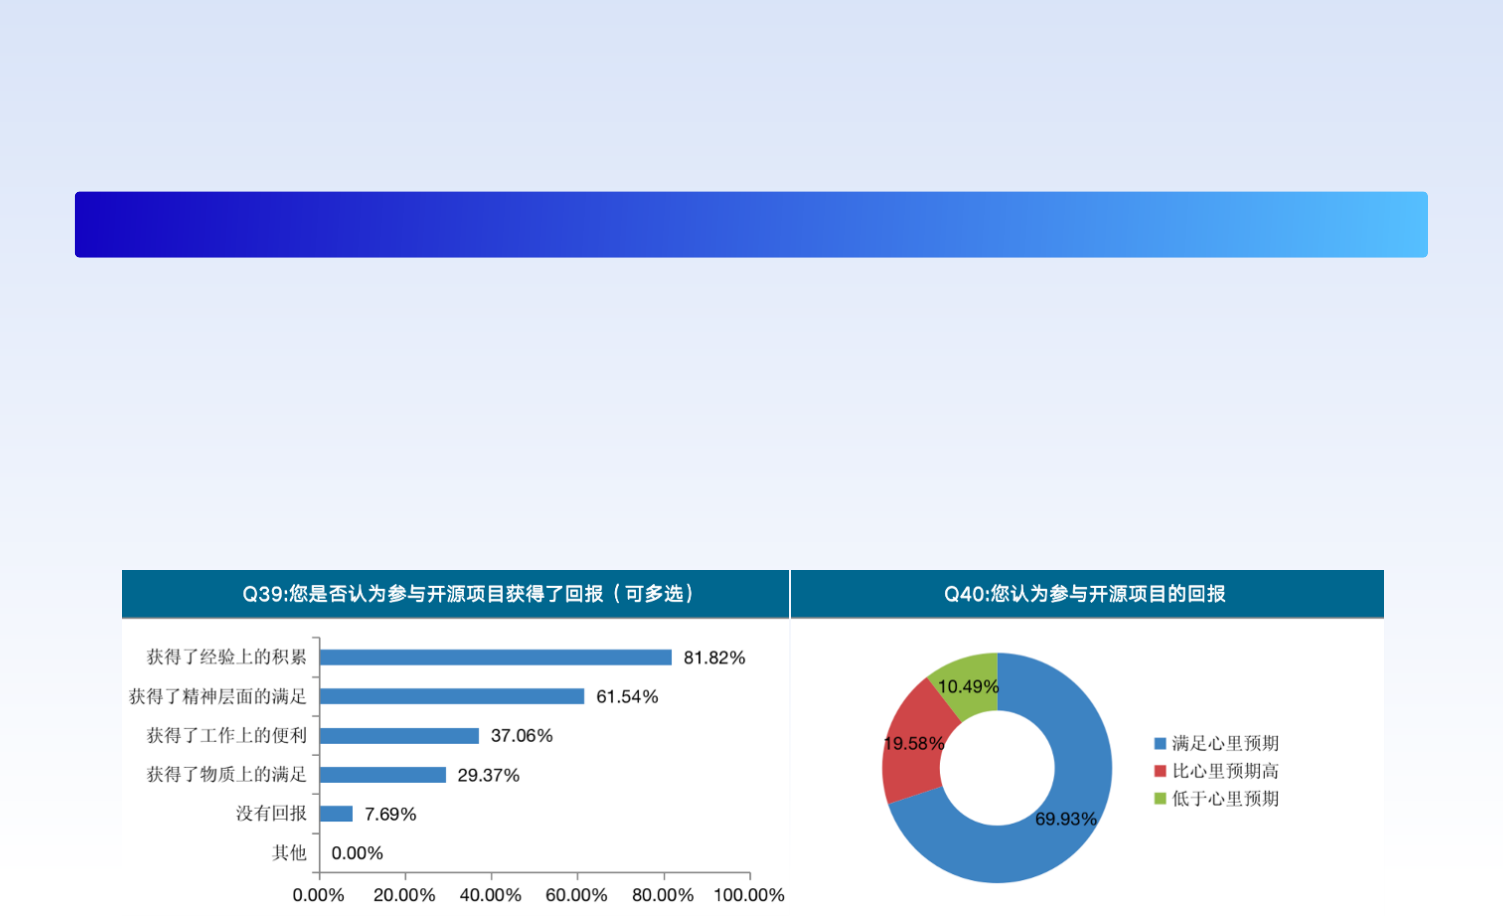 Q39:您是否认为参与开源项目获得了回报（可多选）
获得了经验上的积累 81.82%
获得了精神层面的满足 61.54%
获得了工作上的便利 37.06%
获得了物质上的满足 29.37%
没有回报 7.69%
其他 0.00%
0.00% 20.00% 40.00% 60.00% 80.00% 100.00%
Q40:您认为参与开源项目的回报
10.49%
19.58%
69.93%
满足心里预期
比心里预期高
低于心里预期